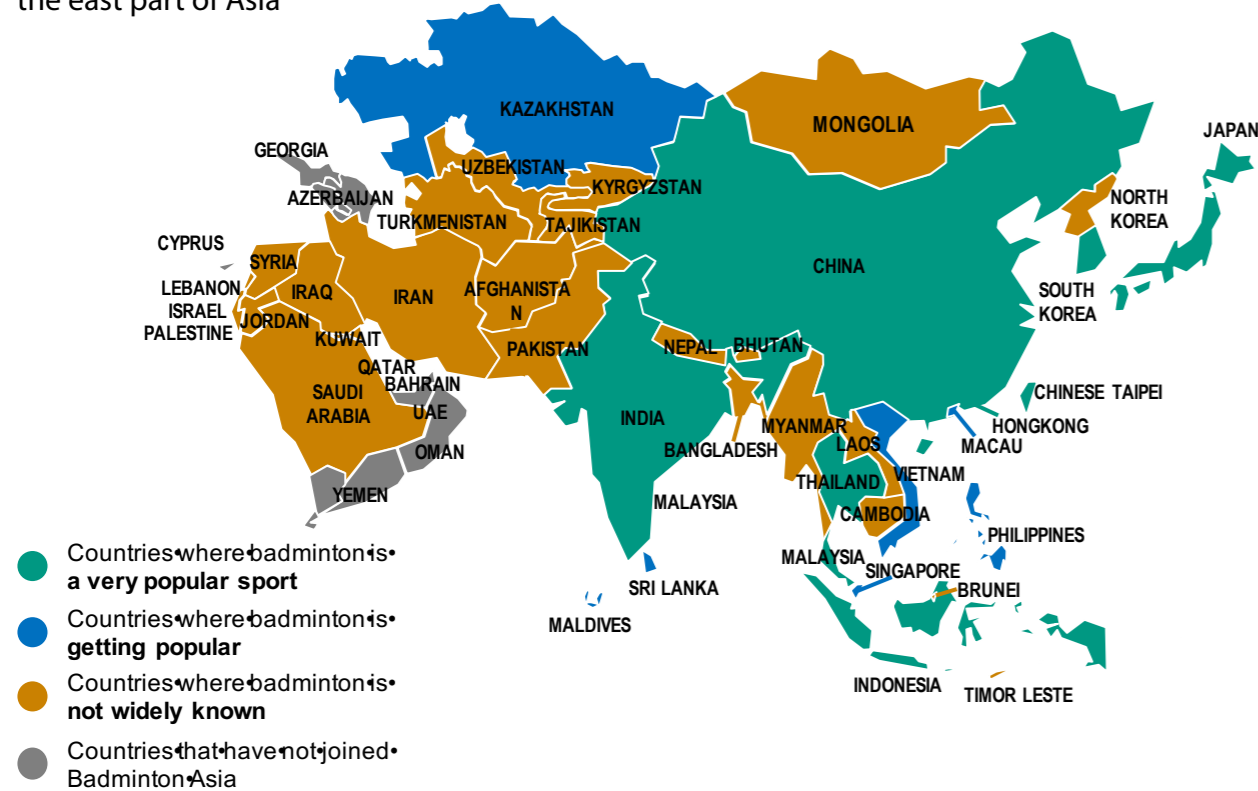 the east part of Asia
KAZAKHSTAN
MONGOLIA
JAPAN
GEORGIA
UZBEKISTAN
KYRGYZSTAN
AZERBAIJAN
NORTH
KOREA
TURKMENISTAN
TAJIKISTAN
CYPRUS
SYRIA
CHINA
LEBANON
IRAQ
IRAN
AFGHANISTA
N
SOUTH
KOREA
ISRAEL
PALESTINE
JORDAN
KUWAIT
PAKISTAN
NEPAL
BHUTAN
QATAR
BAHRAIN
SAUDI
ARABIA
UAE
CHINESE TAIPEI
INDIA
MYANMAR
HONGKONG
MACAU
OMAN
BANGLADESH
LAOS
VIETNAM
THAILAND
YEMEN
MALAYSIA
CAMBODIA
PHILIPPINES
MALAYSIA
SINGAPORE
SRI LANKA
BRUNEI
MALDIVES
INDONESIA
TIMOR LESTE
Countries•where•badminton•is•
a very popular sport
Countries•where•badminton•is•
getting popular
Countries•where•badminton•is•
not widely known
Countries•that•have•not•joined•
Badminton•Asia